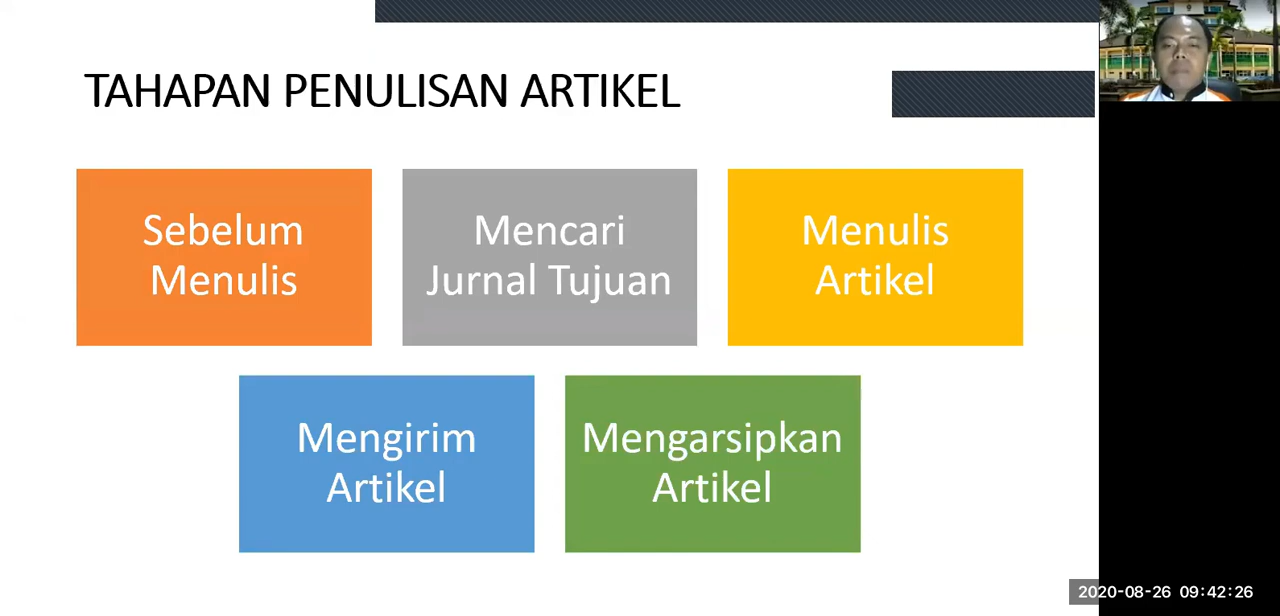 TAHAPAN PENULISAN ARTIKEL
Sebelum
Menulis
Mencari
Jurnal Tujuan
Menulis
Artikel
Mengirim
Artikel
Mengarsipkan
Artikel
2020-08-26 09:42:26